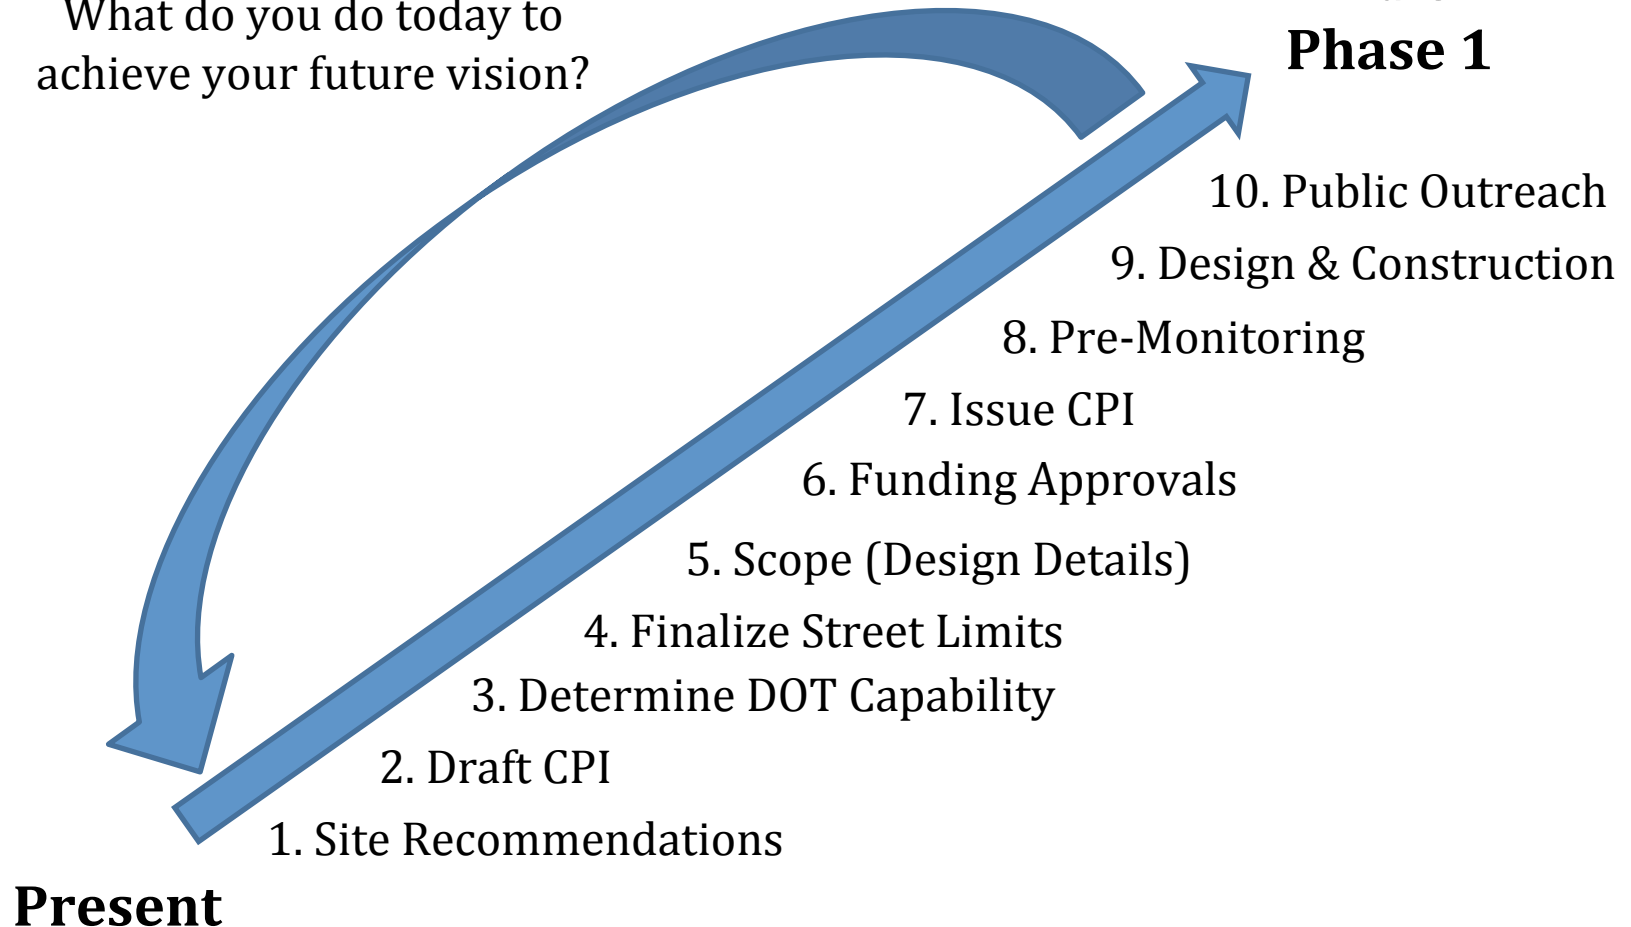 What do you do today to
achieve your future vision?
Phase 1
10. Public Outreach
9. Design & Construction
8. Pre-Monitoring
7. Issue CPI
6. Funding Approvals
5. Scope (Design Details)
4. Finalize Street Limits
3. Determine DOT Capability
2. Draft CPI
1. Site Recommendations
Present